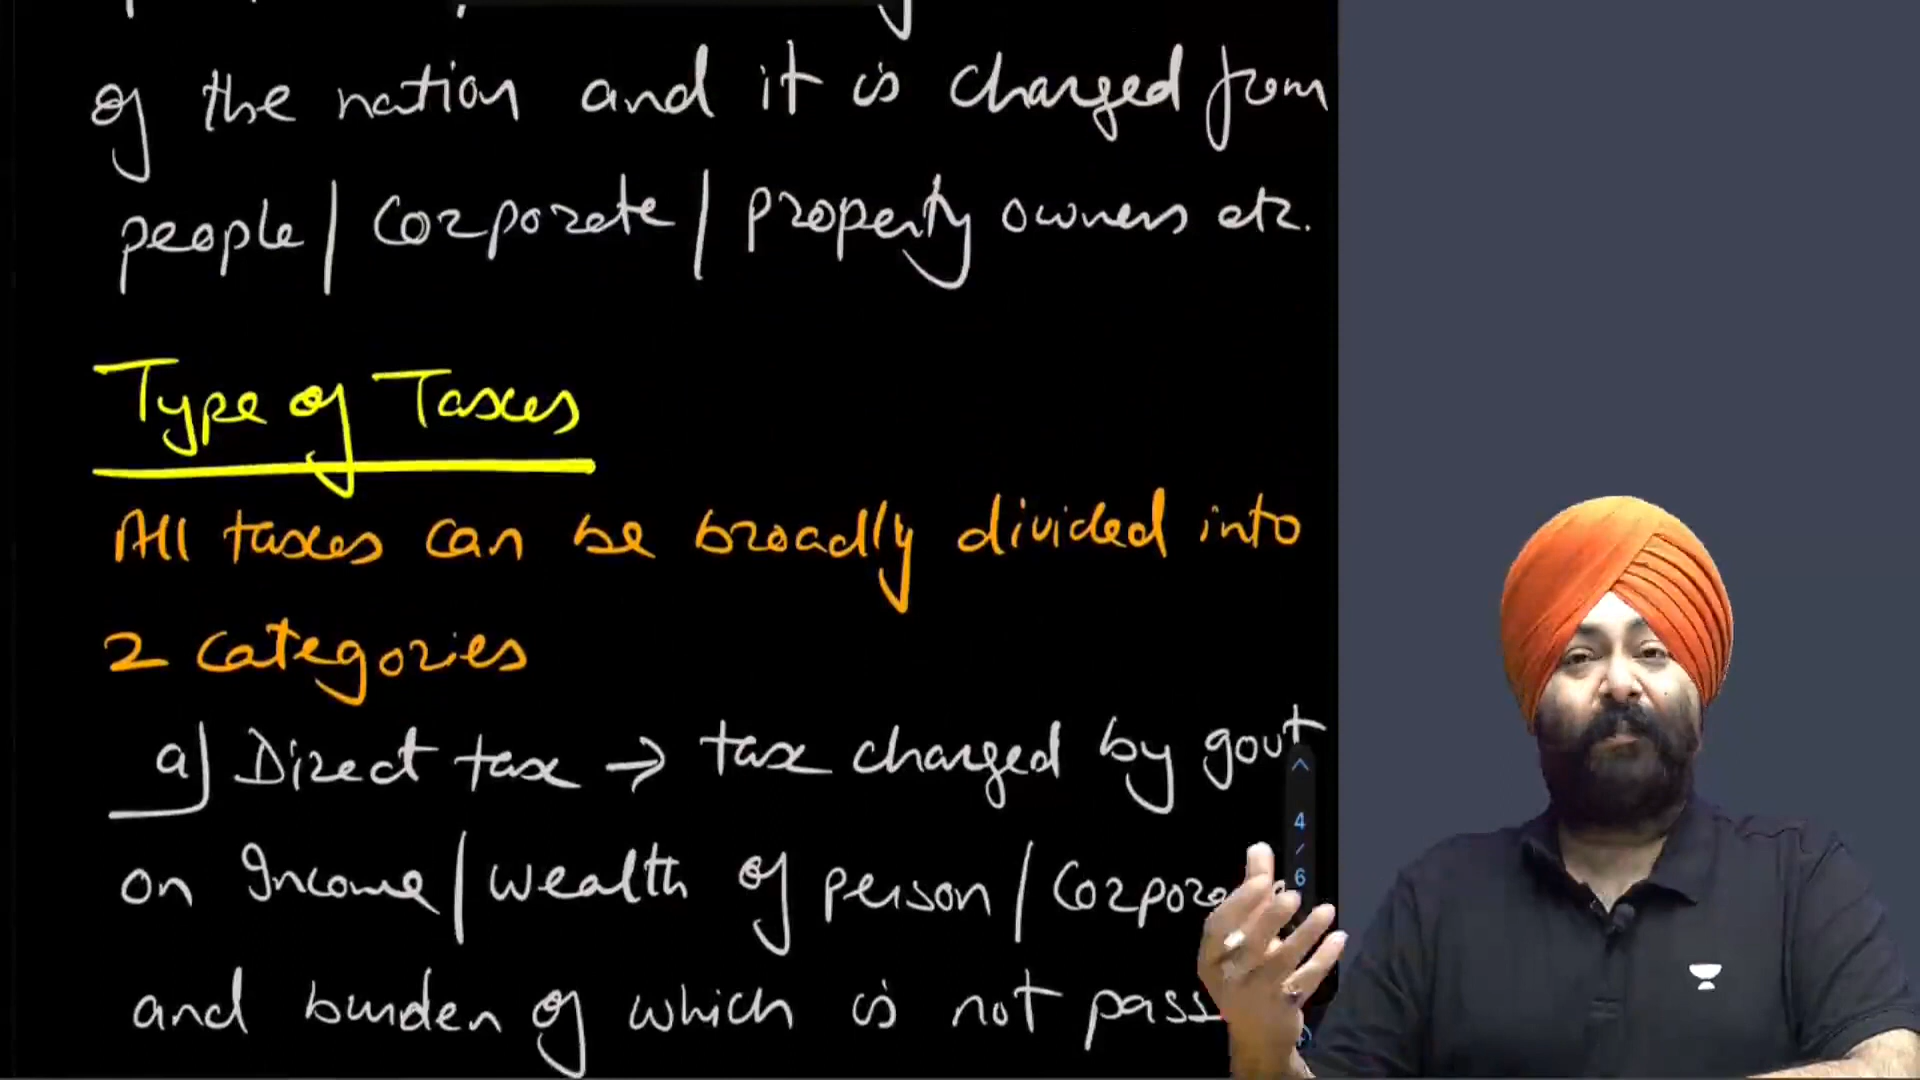 of the nation and it is charged from
people/ Corporate/ Property owners etc.
Type of Taxes
All taxes can be broadly divided into
2 categories
a) Direct tax → tax charged by govt
on Income/wealth of person/
and burden of which is not
4
/
6